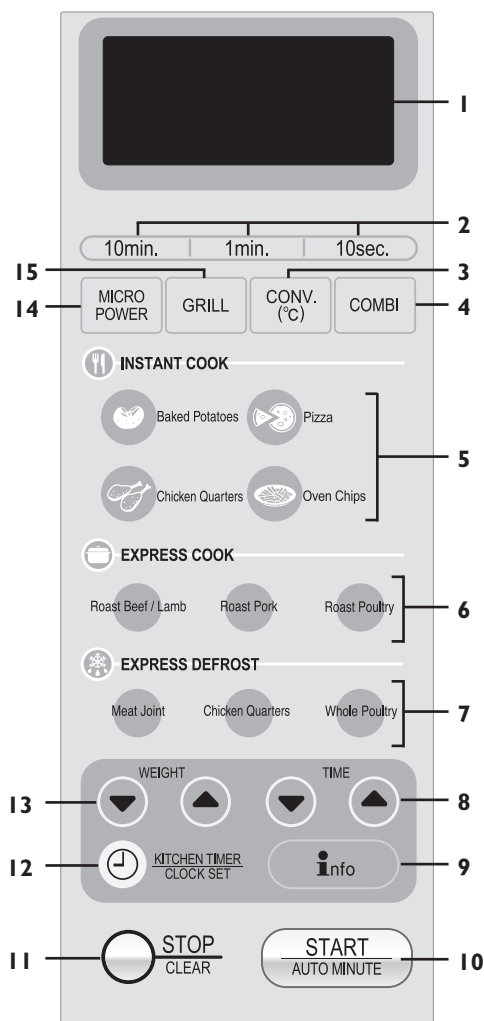 1
2
10min. 1min. 10sec.
15 3
14 MICRO POWER GRILL CONV. (°C) COMBI 4
INSTANT COOK
Baked Potatoes Pizza
5
Chicken Quarters Oven Chips
EXPRESS COOK
Roast Beef / Lamb Roast Pork Roast Poultry 6
EXPRESS DEFROST
Meat Joint Chicken Quarters Whole Poultry 7
WEIGHT TIME
13 8
12 KITCHEN TIMER CLOCK SET info 9
11 STOP CLEAR START AUTO MINUTE 10